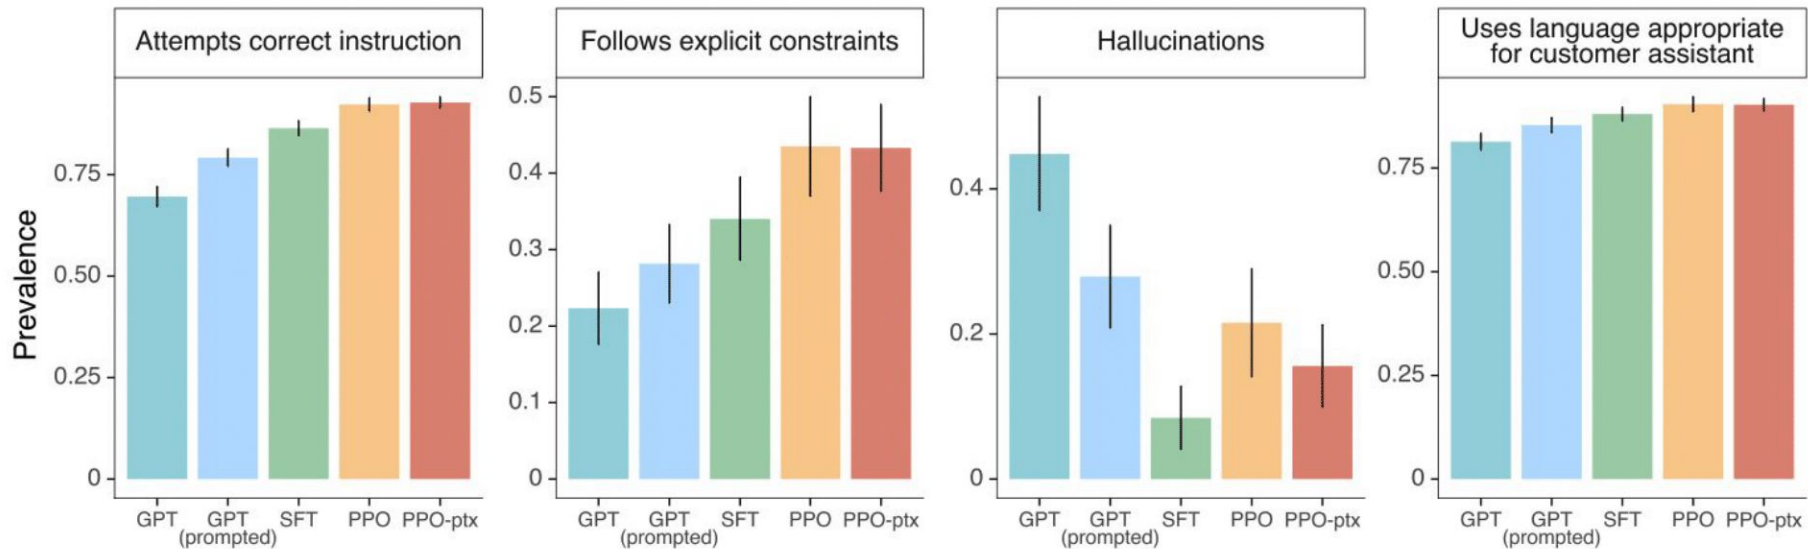 Attempts correct instruction
Follows explicit constraints
Hallucinations
Uses language appropriate
for customer assistant
Prevalence
0.75
0.50
0.25
0
GPT
GPT
(prompted)
SFT
PPO
PPO-ptx
0.5
0.4
0.3
0.2
0.1
0
GPT
GPT
(prompted)
SFT
PPO
PPO-ptx
0.4
0.2
0
GPT
GPT
(prompted)
SFT
PPO
PPO-ptx
0.75
0.50
0.25
0
GPT
GPT
(prompted)
SFT
PPO
PPO-ptx